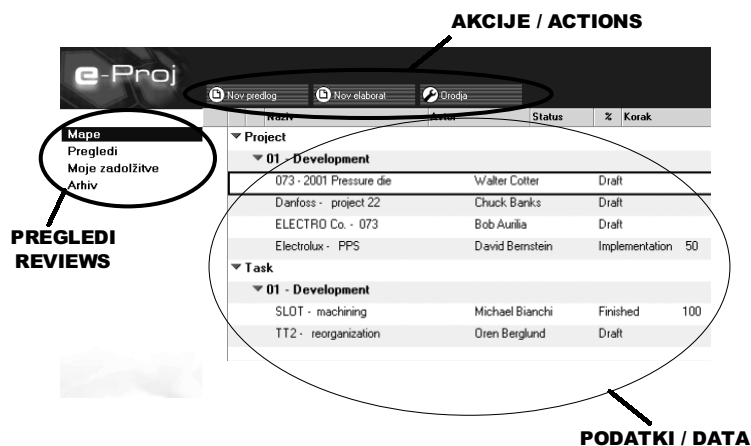 AKCIJE / ACTIONS
e-Proj
Nov predlog Nov elaborat Orodja
Naziv Avtor Status % Korak
Mape
Pregledi
Moje zadolžitve
Arhiv
PREGLEDI
REVIEWS
Project
01 - Development
073 - 2001 Pressure die Walter Cotter Draft
Danfoss - project 22 Chuck Banks Draft
ELECTRO Co. - 073 Bob Aurilia Draft
Electrolux - PPS David Bernstein Implementation 50
Task
01 - Development
SLOT - machining Michael Bianchi Finished 100
TT2 - reorganization Oren Berglund Draft
PODATKI / DATA